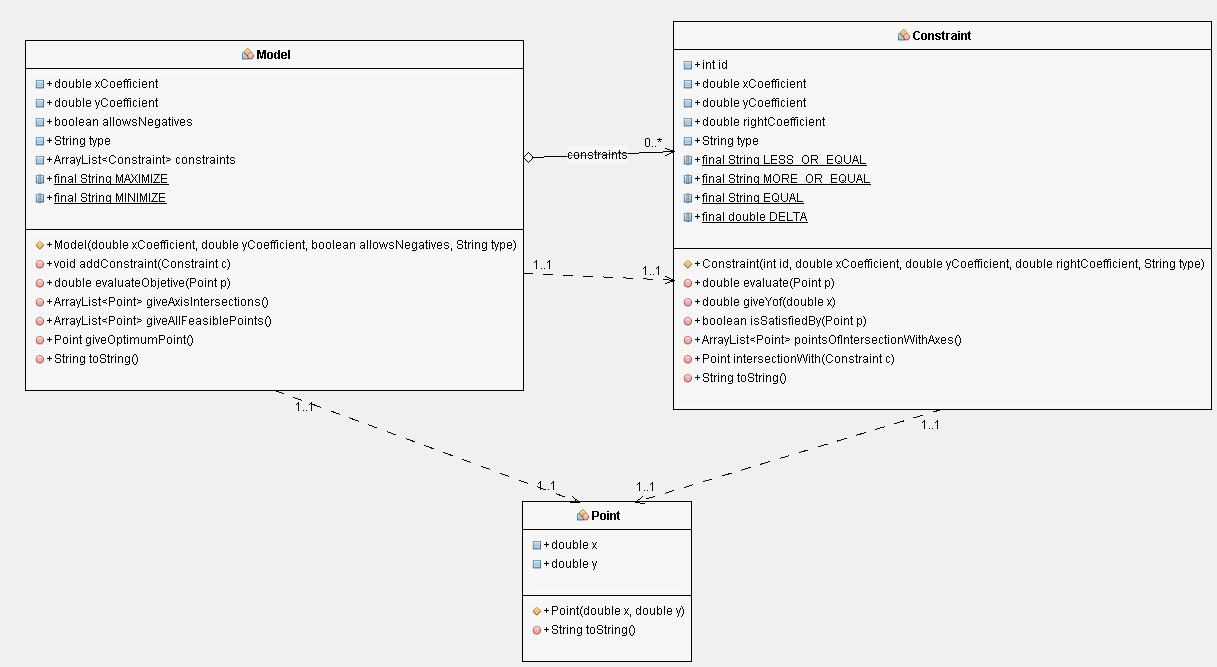 Model
+double xCoefficient
+double yCoefficient
+boolean allowsNegatives
+String type
+ArrayList<Constraint> constraints
+final String MAXIMIZE
+final String MINIMIZE
+Model(double xCoefficient, double yCoefficient, boolean allowsNegatives, String type)
+void addConstraint(Constraint c)
+double evaluateObjetive(Point p)
+ArrayList<Point> giveAxisIntersections()
+ArrayList<Point> giveAllFeasiblePoints()
+Point giveOptimumPoint()
+String toString()
constraints
0..*
1..1
1..1
Constraint
+int id
+double xCoefficient
+double yCoefficient
+double rightCoefficient
+String type
+final String LESS_OR_EQUAL
+final String MORE_OR_EQUAL
+final String EQUAL
+final double DELTA
+Constraint(int id, double xCoefficient, double yCoefficient, double rightCoefficient, String type)
+double evaluate(Point p)
+double giveYof(double x)
+boolean isSatisfiedBy(Point p)
+ArrayList<Point> pointsOfIntersectionWithAxes()
+Point intersectionWith(Constraint c)
+String toString()
1..1
1..1
1..1
1..1
Point
+double x
+double y
+Point(double x, double y)
+String toString()